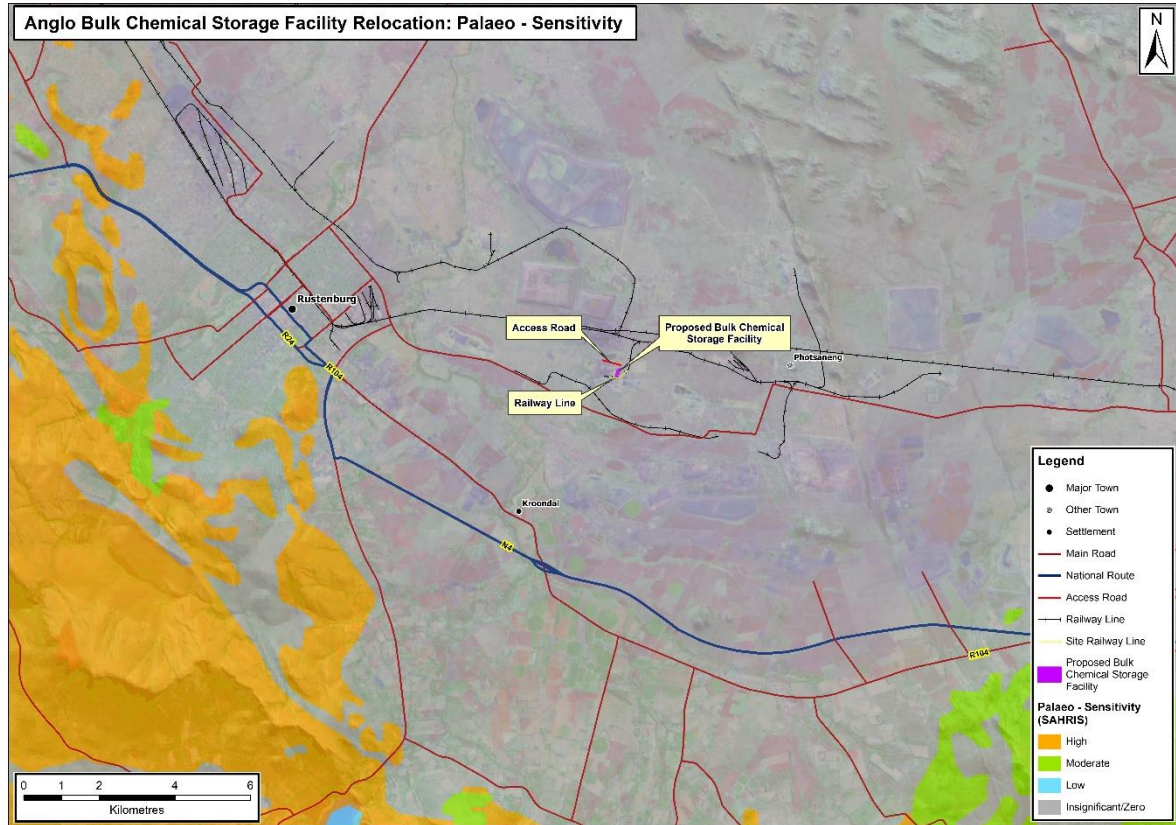 Anglo Bulk Chemical Storage Facility Relocation: Palaeo - Sensitivity
N
Rustenburg
R24
R104
Access Road
Proposed Bulk Chemical
Storage Facility
Photsaneng
Railway Line
Kroondal
N4
R104
Legend
Major Town
Other Town
Settlement
Main Road
National Route
Access Road
Railway Line
Site Railway Line
Proposed Bulk
Chemical Storage
Facility
Palaeo - Sensitivity
(SAHRIS)
High
Moderate
Low
Insignificant/Zero
0 1 2 4 6
Kilometres